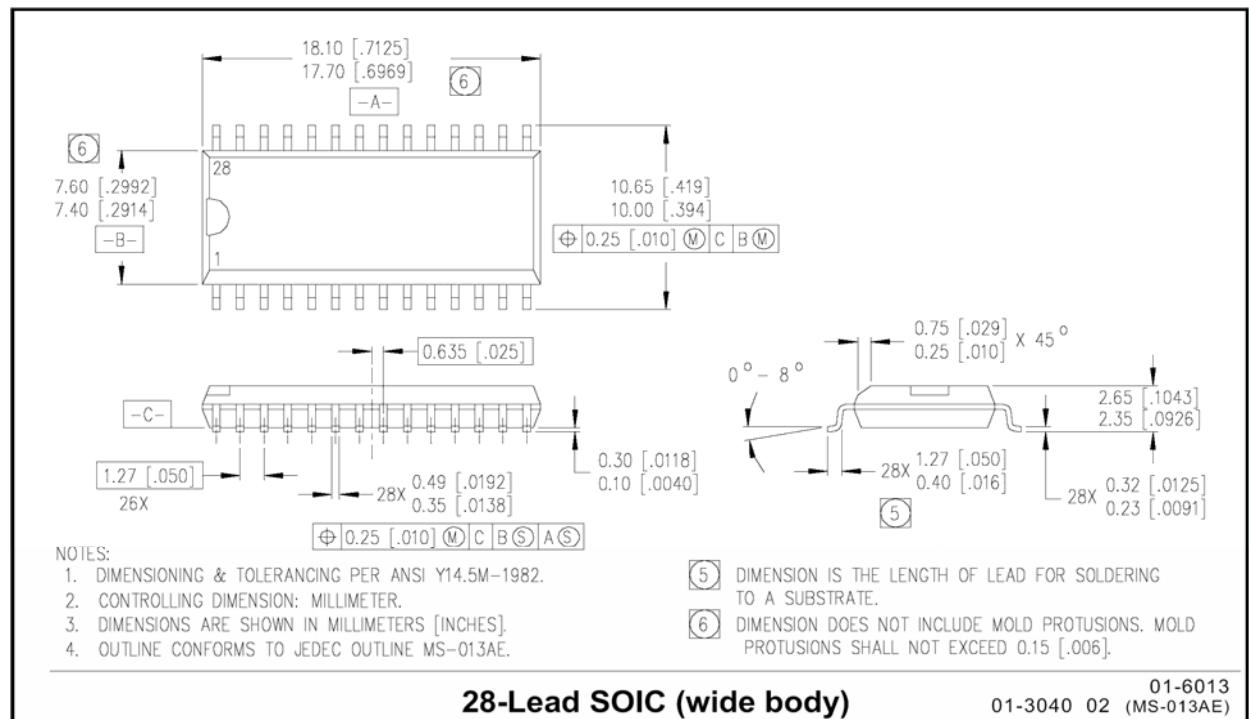 18.10 [.7125]
17.70 [.6969]
6
-A-
6
28
7.60 [.2992]
7.40 [.2914]
-B-
1
10.65 [.419]
10.00 [.394]
⌖ 0.25 [.010] Ⓜ C B Ⓜ
0.635 [.025]
0.75 [.029]
0.25 [.010] X 45°
0° - 8°
-C-
2.65 [.1043]
2.35 [.0926]
1.27 [.050]
26X
28X 0.49 [.0192]
0.35 [.0138]
0.30 [.0118]
0.10 [.0040]
28X 1.27 [.050]
0.40 [.016]
5
28X 0.32 [.0125]
0.23 [.0091]
⌖ 0.25 [.010] Ⓜ C B Ⓢ A Ⓢ
NOTES:
1. DIMENSIONING & TOLERANCING PER ANSI Y14.5M-1982.
2. CONTROLLING DIMENSION: MILLIMETER.
3. DIMENSIONS ARE SHOWN IN MILLIMETERS [INCHES].
4. OUTLINE CONFORMS TO JEDEC OUTLINE MS-013AE.
5 DIMENSION IS THE LENGTH OF LEAD FOR SOLDERING
TO A SUBSTRATE.
6 DIMENSION DOES NOT INCLUDE MOLD PROTUSIONS. MOLD
PROTUSIONS SHALL NOT EXCEED 0.15 [.006].
28-Lead SOIC (wide body)
01-6013
01-3040 02 (MS-013AE)